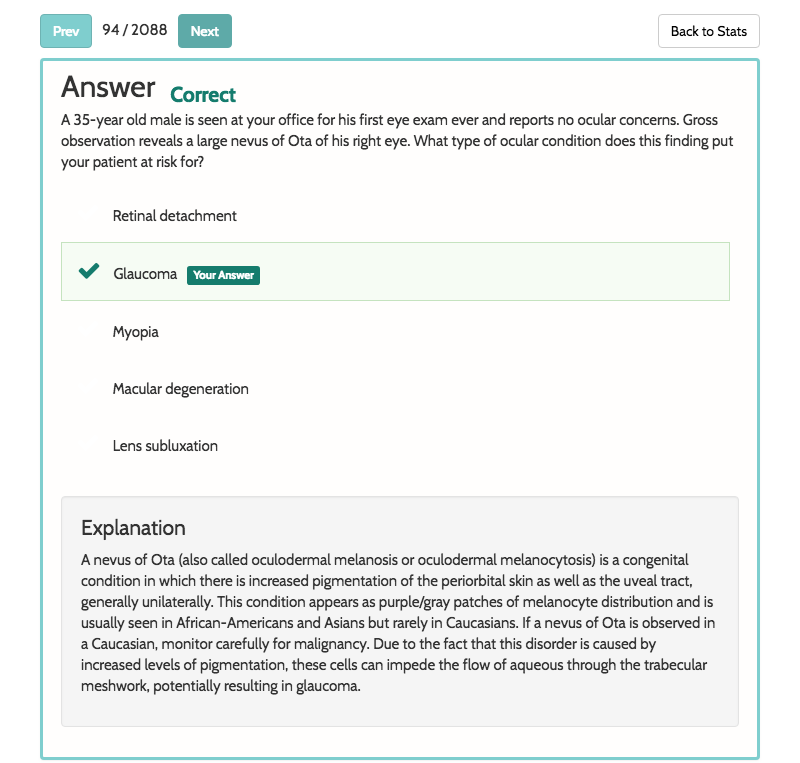 Prev 94 / 2088 Next Back to Stats
Answer Correct
A 35-year old male is seen at your office for his first eye exam ever and reports no ocular concerns. Gross
observation reveals a large nevus of Ota of his right eye. What type of ocular condition does this finding put
your patient at risk for?
Retinal detachment
Glaucoma Your Answer
Myopia
Macular degeneration
Lens subluxation
Explanation
A nevus of Ota (also called oculodermal melanosis or oculodermal melanocytosis) is a congenital
condition in which there is increased pigmentation of the periorbital skin as well as the uveal tract,
generally unilaterally. This condition appears as purple/gray patches of melanocyte distribution and is
usually seen in African-Americans and Asians but rarely in Caucasians. If a nevus of Ota is observed in
a Caucasian, monitor carefully for malignancy. Due to the fact that this disorder is caused by
increased levels of pigmentation, these cells can impede the flow of aqueous through the trabecular
meshwork, potentially resulting in glaucoma.